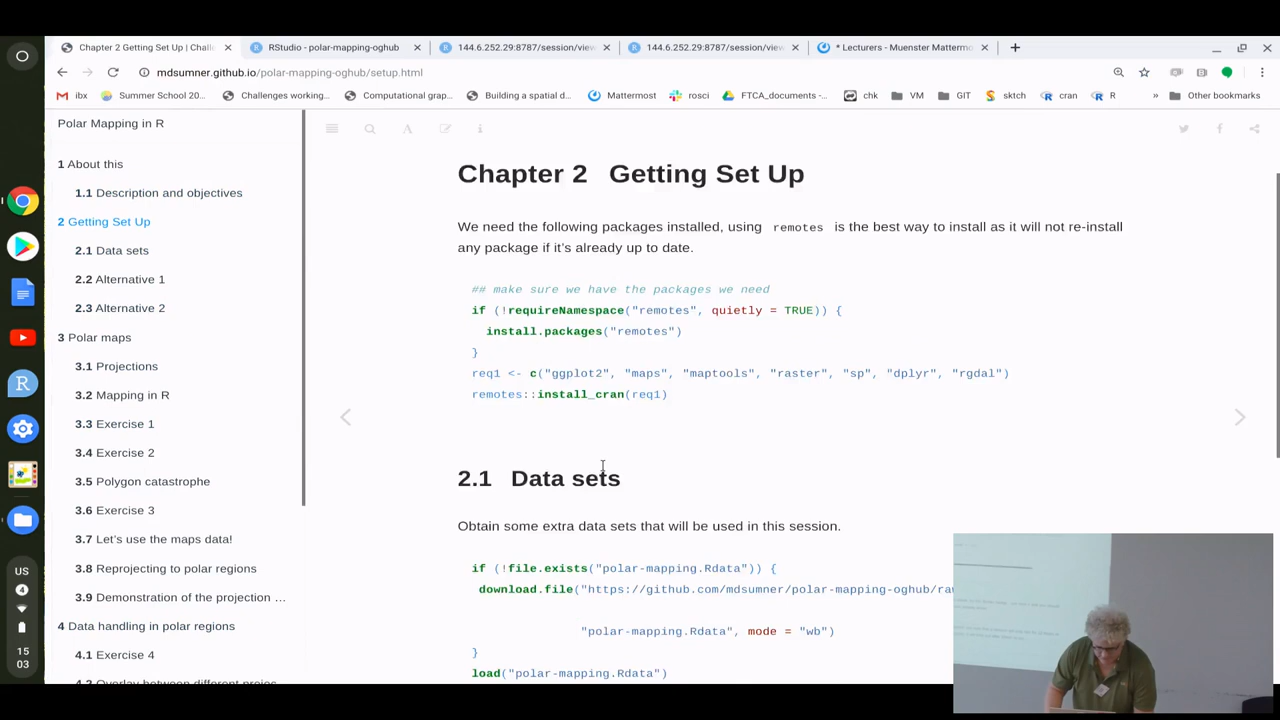 Chapter 2 Getting Set Up | Chall
RStudio - polar-mapping-oghub
144.6.252.29:8787/session/view
144.6.252.29:8787/session/view
* Lecturers - Muenster Mattermo
mdsumner.github.io/polar-mapping-oghub/setup.html
ibx
Summer School 20...
Challenges working...
Computational grap...
Building a spatial d...
Mattermost
rosci
FTCA_documents -...
chk
VM
GIT
sktch
cran
R
»
Other bookmarks
Polar Mapping in R
1 About this
1.1 Description and objectives
2 Getting Set Up
2.1 Data sets
2.2 Alternative 1
2.3 Alternative 2
3 Polar maps
3.1 Projections
3.2 Mapping in R
3.3 Exercise 1
3.4 Exercise 2
3.5 Polygon catastrophe
3.6 Exercise 3
3.7 Let's use the maps data!
3.8 Reprojecting to polar regions
3.9 Demonstration of the projection ...
4 Data handling in polar regions
4.1 Exercise 4
4.2 Overlay between different projec
Chapter 2 Getting Set Up
We need the following packages installed, using remotes is the best way to install as it will not re-install
any package if it's already up to date.
## make sure we have the packages we need
if (!requireNamespace("remotes", quietly = TRUE)) {
install.packages("remotes")
}
req1 <- c("ggplot2", "maps", "maptools", "raster", "sp", "dplyr", "rgdal")
remotes::install_cran(req1)
2.1 Data sets
Obtain some extra data sets that will be used in this session.
if (!file.exists("polar-mapping.Rdata")) {
download.file("https://github.com/mdsumner/polar-mapping-oghub/raw
"polar-mapping.Rdata", mode = "wb")
}
load("polar-mapping.Rdata")
US
4
15
03